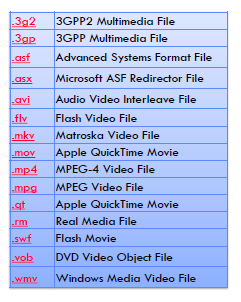 .3g2 3GPP2 Multimedia File
.3gp 3GPP Multimedia File
.asf Advanced Systems Format File
.asx Microsoft ASF Redirector File
.avi Audio Video Interleave File
.flv Flash Video File
.mkv Matroska Video File
.mov Apple QuickTime Movie
.mp4 MPEG-4 Video File
.mpg MPEG Video File
.qt Apple QuickTime Movie
.rm Real Media File
.swf Flash Movie
.vob DVD Video Object File
.wmv Windows Media Video File